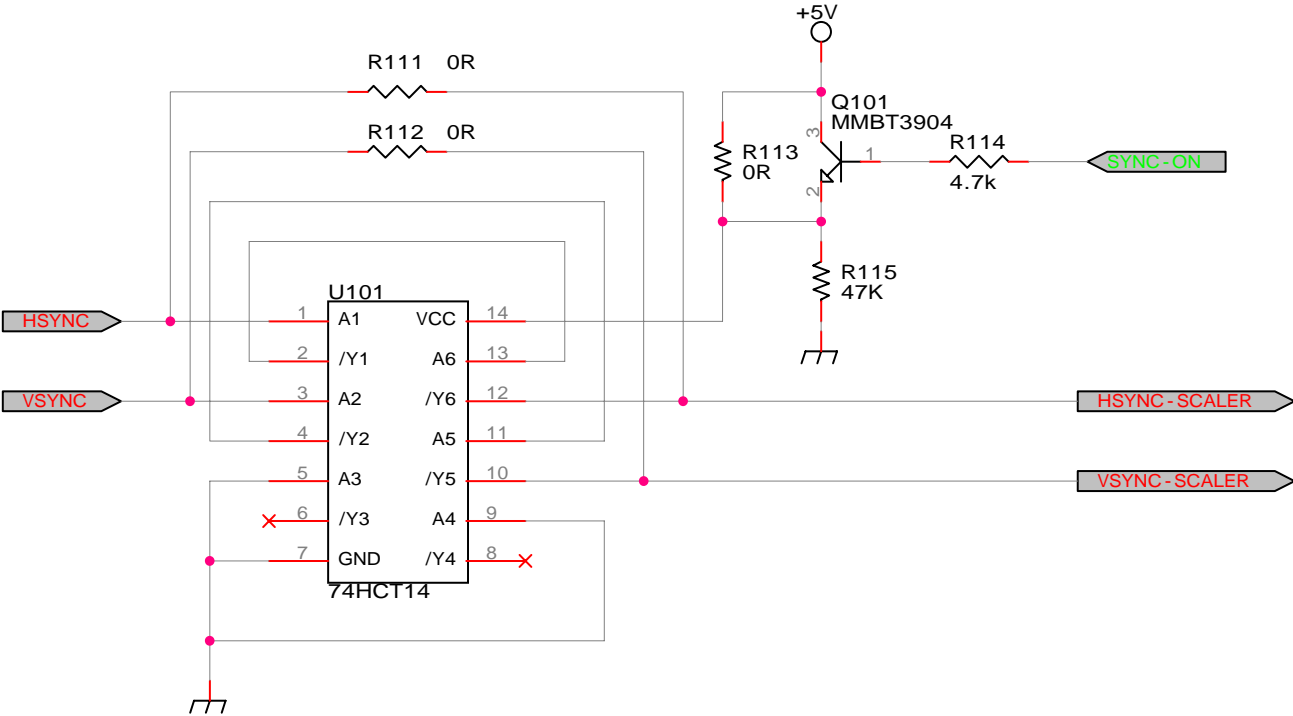 +5V
R111 0R
Q101
MMBT3904
R112 0R
3
R113
0R
1
R114
4.7k
SYNC-ON
2
R115
47K
U101
HSYNC
1 A1 VCC 14
2 /Y1 A6 13
VSYNC
3 A2 /Y6 12
HSYNC-SCALER
4 /Y2 A5 11
5 A3 /Y5 10
VSYNC-SCALER
6 /Y3 A4 9
7 GND /Y4 8
74HCT14